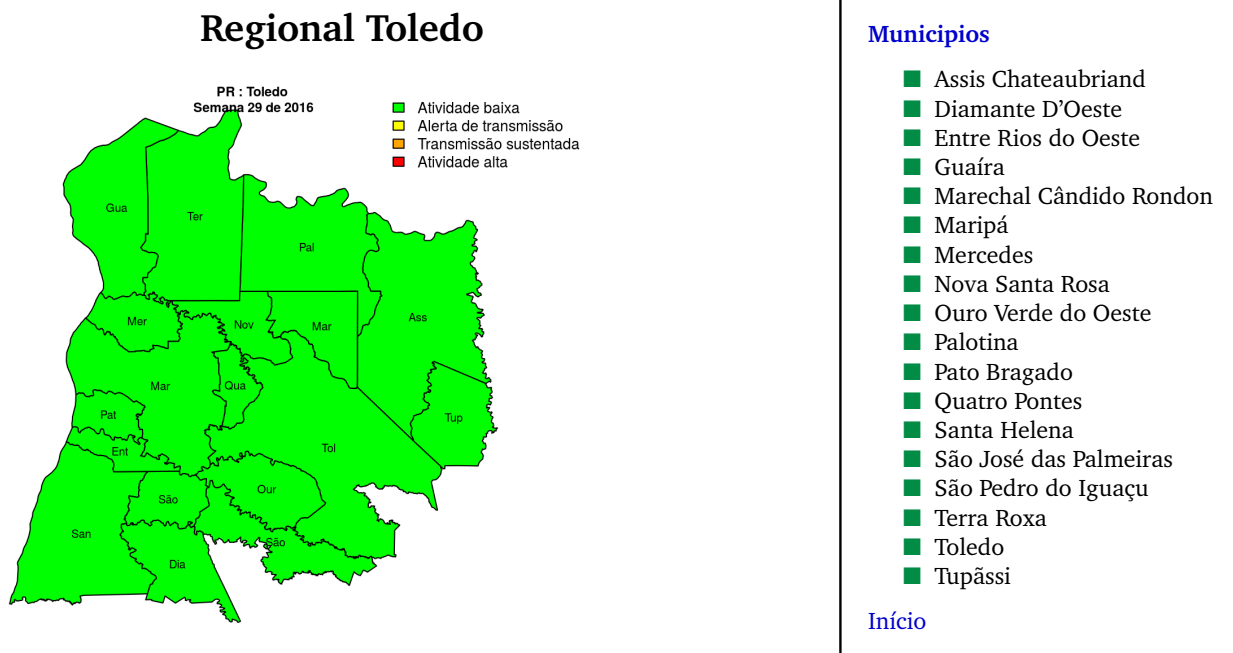 Regional Toledo
PR : Toledo
Semana 29 de 2016
Atividade baixa
Alerta de transmissão
Transmissão sustentada
Atividade alta
Gua
Ter
Pal
Mer
Nov
Mar
Ass
Mar
Qua
Pat
Tup
Ent
Tol
São
Our
San
São
Dia
Municipios
Assis Chateaubriand
Diamante D’Oeste
Entre Rios do Oeste
Guaíra
Marechal Cândido Rondon
Maripá
Mercedes
Nova Santa Rosa
Ouro Verde do Oeste
Palotina
Pato Bragado
Quatro Pontes
Santa Helena
São José das Palmeiras
São Pedro do Iguaçu
Terra Roxa
Toledo
Tupãssi
Início